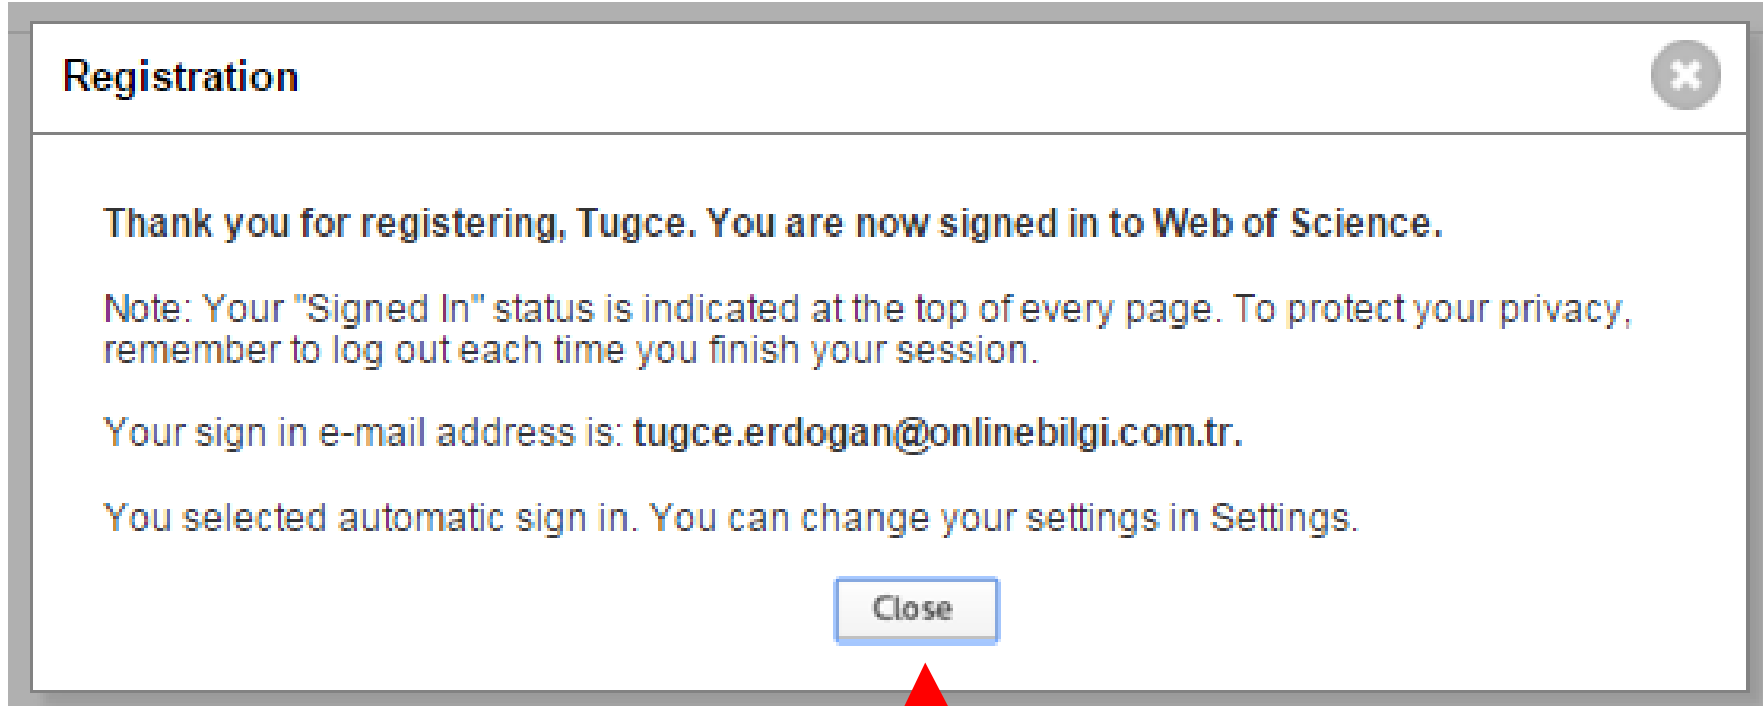 Registration
Thank you for registering, Tugce. You are now signed in to Web of Science.
Note: Your "Signed In" status is indicated at the top of every page. To protect your privacy,
remember to log out each time you finish your session.
Your sign in e-mail address is: tugce.erdogan@onlinebilgi.com.tr.
You selected automatic sign in. You can change your settings in Settings.
Close